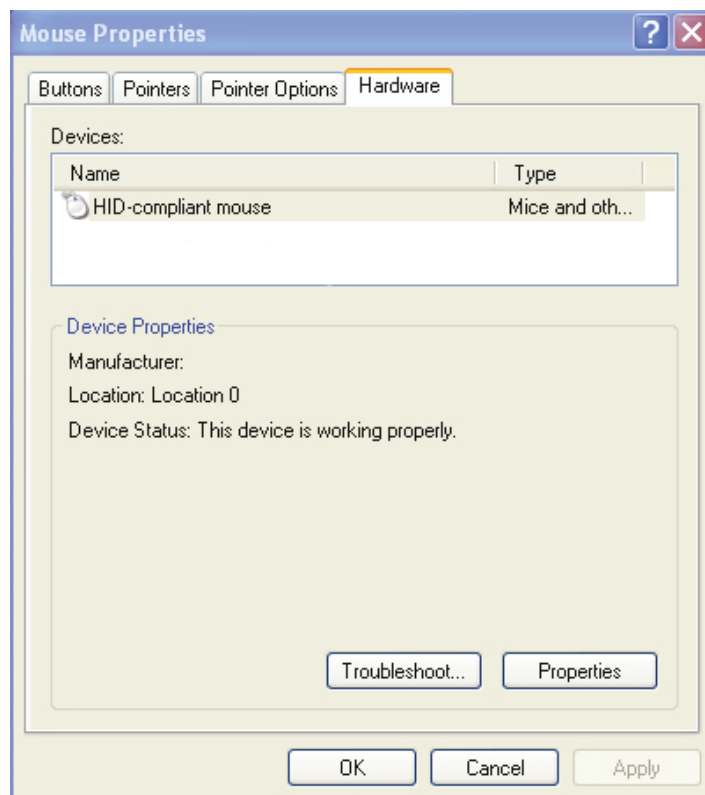 Mouse Properties
?
Buttons Pointers Pointer Options Hardware
Devices:
Name Type
HID-compliant mouse Mice and oth...
Device Properties
Manufacturer:
Location: Location 0
Device Status: This device is working properly.
Troubleshoot... Properties
OK Cancel Apply